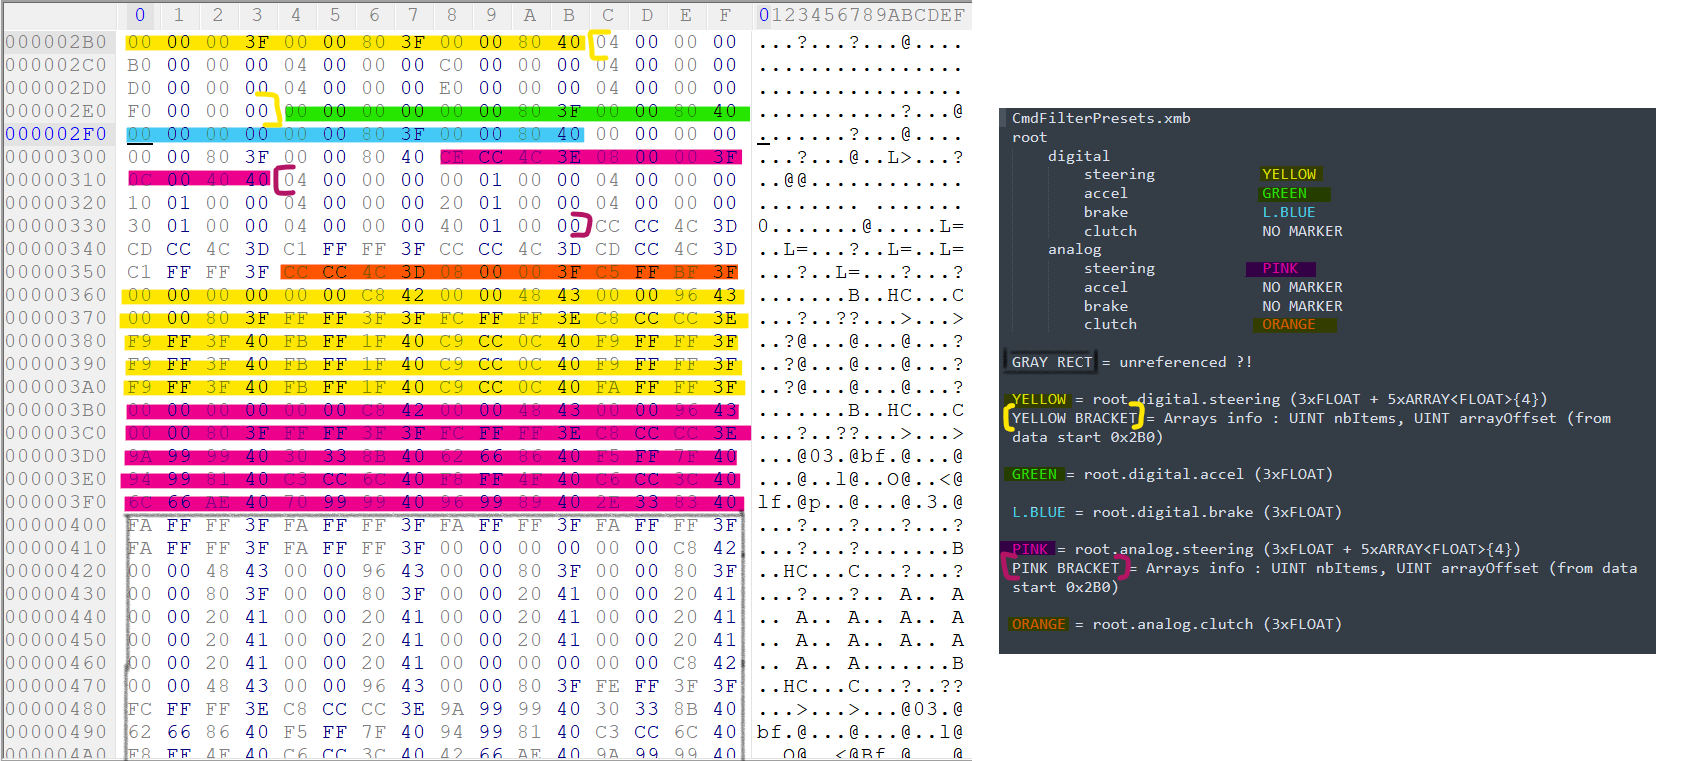 0 1 2 3 4 5 6 7 8 9 A B C D E F 0123456789ABCDEF
000002B0 00 00 00 3F 00 00 80 3F 00 00 80 40 04 00 00 00 ...?...?...@....
000002C0 B0 00 00 00 04 00 00 00 C0 00 00 00 04 00 00 00 ................
000002D0 D0 00 00 00 04 00 00 00 E0 00 00 00 04 00 00 00 ................
000002E0 F0 00 00 00 00 00 00 00 00 00 80 3F 00 00 80 40 ...........?...@
000002F0 00 00 00 00 00 00 80 3F 00 00 80 40 .......?...@....
00000300 00 00 80 3F 00 00 80 40 CE CC 4C 3E 08 00 00 3F ...?...@..L>...?
00000310 0C 00 40 40 04 00 00 00 00 01 00 00 04 00 00 00 ..@@............
00000320 10 01 00 00 04 00 00 00 20 01 00 00 04 00 00 00 ........ .......
00000330 30 01 00 00 04 00 00 00 40 01 00 00 CC CC 4C 3D 0.......@.....L=
00000340 CD CC 4C 3D C1 FF FF 3F CC CC 4C 3D CD CC 4C 3D ..L=...?..L=..L=
00000350 C1 FF FF 3F CC CC 4C 3D 08 00 00 3F C5 FF BF 3F ...?..L=...?...?
00000360 00 00 00 00 00 00 C8 42 00 00 48 43 00 00 96 43 .......B..HC...C
00000370 00 00 80 3F FF FF 3F 3F FC FF FF 3E C8 CC CC 3E ...?..??...>...>
00000380 F9 FF 3F 40 FB FF 1F 40 C9 CC 0C 40 F9 FF FF 3F ..?@...@...@...?
00000390 F9 FF 3F 40 FB FF 1F 40 C9 CC 0C 40 F9 FF FF 3F ..?@...@...@...?
000003A0 F9 FF 3F 40 FB FF 1F 40 C9 CC 0C 40 FA FF FF 3F ..?@...@...@...?
000003B0 00 00 00 00 00 00 C8 42 00 00 48 43 00 00 96 43 .......B..HC...C
000003C0 00 00 80 3F FF FF 3F 3F FC FF FF 3E C8 CC CC 3E ...?..??...>...>
000003D0 9A 99 99 40 30 33 8B 40 62 66 86 40 F5 FF 7F 40 ...@03.@bf.@...@
000003E0 94 99 81 40 C3 CC 6C 40 F8 FF 4F 40 C6 CC 3C 40 ...@..l@..O@..<@
000003F0 6C 66 AE 40 70 99 99 40 96 99 89 40 2E 33 83 40 lf.@p..@...@.3.@
00000400 FA FF FF 3F FA FF FF 3F FA FF FF 3F FA FF FF 3F ...?...?...?...?
00000410 FA FF FF 3F FA FF FF 3F 00 00 00 00 00 00 C8 42 ...?...?.......B
00000420 00 00 48 43 00 00 96 43 00 00 80 3F 00 00 80 3F ..HC...C...?...?
00000430 00 00 80 3F 00 00 80 3F 00 00 20 41 00 00 20 41 ...?...?.. A.. A
00000440 00 00 20 41 00 00 20 41 00 00 20 41 00 00 20 41 .. A.. A.. A.. A
00000450 00 00 20 41 00 00 20 41 00 00 20 41 00 00 20 41 .. A.. A.. A.. A
00000460 00 00 20 41 00 00 20 41 00 00 00 00 00 00 C8 42 .. A.. A.......B
00000470 00 00 48 43 00 00 96 43 00 00 80 3F FE FF 3F 3F ..HC...C...?..??
00000480 FC FF FF 3E C8 CC CC 3E 9A 99 99 40 30 33 8B 40 ...>...>...@03.@
00000490 62 66 86 40 F5 FF 7F 40 94 99 81 40 C3 CC 6C 40 bf.@...@...@..l@
000004A0 F8 FF 4F 40 C6 CC 3C 40 42 66 AE 40 9A 99 99 40 ..O@..<@Bf.@...@
CmdFilterPresets.xmb
root
digital
steering YELLOW
accel GREEN
brake L.BLUE
clutch NO MARKER
analog
steering PINK
accel NO MARKER
brake NO MARKER
clutch ORANGE
GRAY RECT = unreferenced ?!
YELLOW = root.digital.steering (3xFLOAT + 5xARRAY<FLOAT>{4})
YELLOW BRACKET = Arrays info : UINT nbItems, UINT arrayOffset (from
data start 0x2B0)
GREEN = root.digital.accel (3xFLOAT)
L.BLUE = root.digital.brake (3xFLOAT)
PINK = root.analog.steering (3xFLOAT + 5xARRAY<FLOAT>{4})
PINK BRACKET = Arrays info : UINT nbItems, UINT arrayOffset (from data
start 0x2B0)
ORANGE = root.analog.clutch (3xFLOAT)